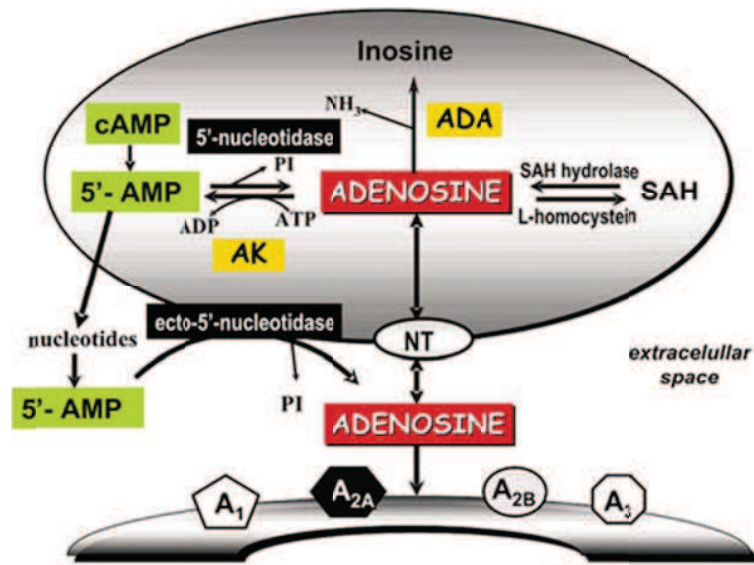 Inosine
NH₃
ADA
cAMP
5'-nucleotidase
PI
SAH hydrolase
5'- AMP
ADENOSINE
SAH
ADP
ATP
L-homocystein
AK
ecto-5'-nucleotidase
nucleotides
NT
extracelullar
space
5'- AMP
PI
ADENOSINE
A₁
A₂A
A₂B
A₃